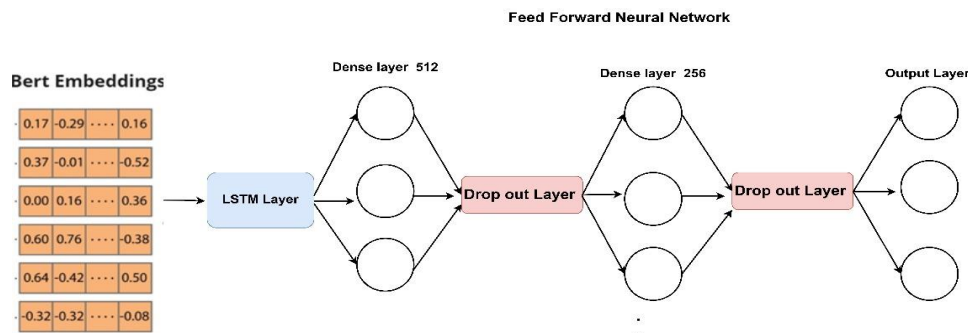 Feed Forward Neural Network
Dense layer 512
Dense layer 256
Output Layer
Bert Embeddings
0.17 -0.29 .... 0.16
0.37 -0.01 .... -0.52
0.00 0.16 .... 0.36
0.60 0.76 .... -0.38
0.64 -0.42 .... 0.50
-0.32 -0.32 .... -0.08
LSTM Layer
Drop out Layer
Drop out Layer